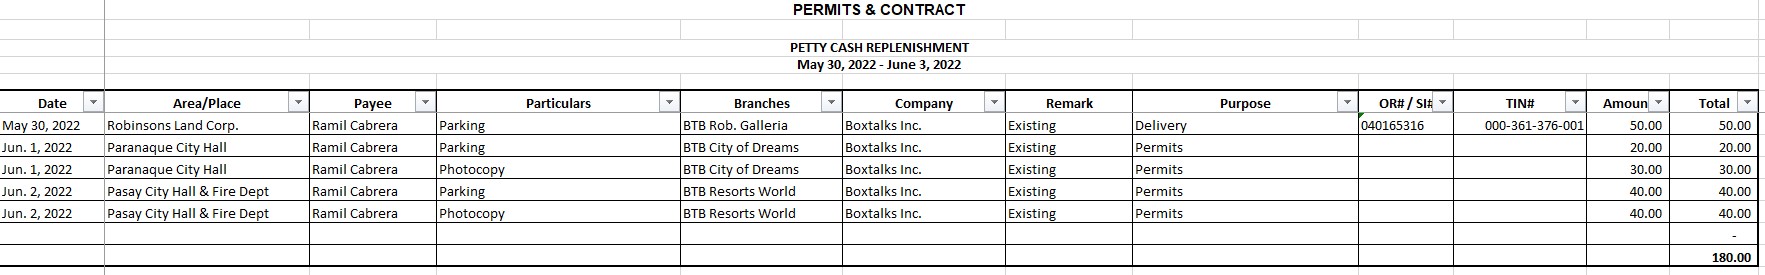 PERMITS & CONTRACT
PETTY CASH REPLENISHMENT
May 30, 2022 - June 3, 2022
Date Area/Place Payee Particulars Branches Company Remark Purpose OR# / SI# TIN# Amoun Total
May 30, 2022 Robinsons Land Corp. Ramil Cabrera Parking BTB Rob. Galleria Boxtalks Inc. Existing Delivery 040165316 000-361-376-001 50.00 50.00
Jun. 1, 2022 Paranaque City Hall Ramil Cabrera Parking BTB City of Dreams Boxtalks Inc. Existing Permits 20.00 20.00
Jun. 1, 2022 Paranaque City Hall Ramil Cabrera Photocopy BTB City of Dreams Boxtalks Inc. Existing Permits 30.00 30.00
Jun. 2, 2022 Pasay City Hall & Fire Dept Ramil Cabrera Parking BTB Resorts World Boxtalks Inc. Existing Permits 40.00 40.00
Jun. 2, 2022 Pasay City Hall & Fire Dept Ramil Cabrera Photocopy BTB Resorts World Boxtalks Inc. Existing Permits 40.00 40.00
-
180.00